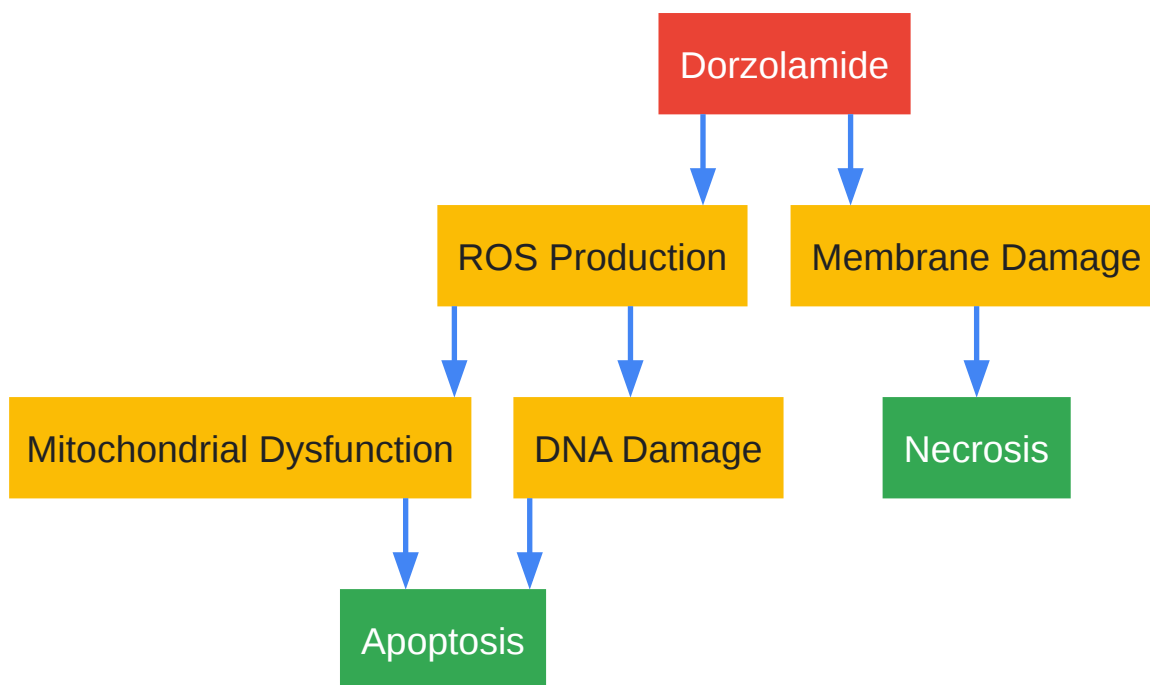 Dorzolamide
ROS Production
Membrane Damage
Mitochondrial Dysfunction
DNA Damage
Necrosis
Apoptosis